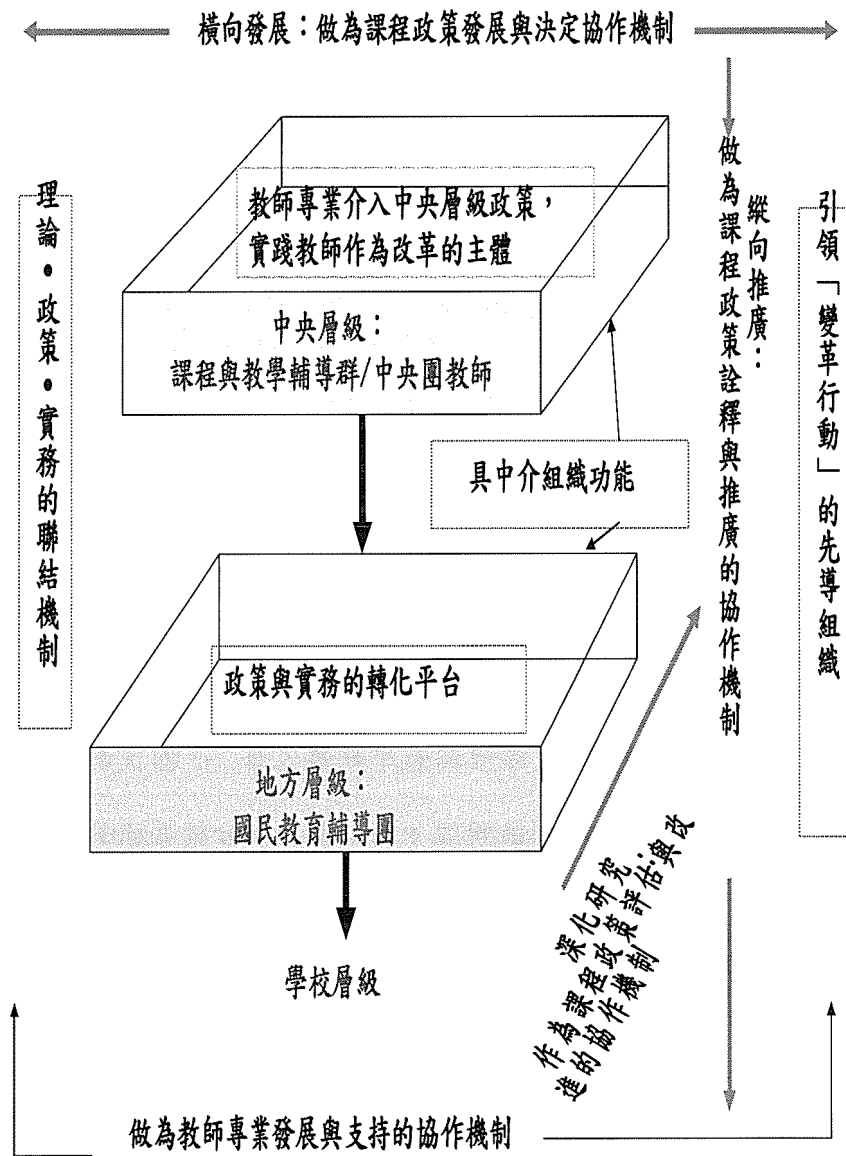 橫向發展：做為課程政策發展與決定協作機制
理論•政策•實務的聯結機制
教師專業介入中央層級政策，
實踐教師作為改革的主體
中央層級：
課程與教學輔導群/中央團教師
具中介組織功能
縱向推廣：
做為課程政策詮釋與推廣的協作機制
引領「變革行動」的先導組織
政策與實務的轉化平台
地方層級：
國民教育輔導團
深化研究：
作為課程政策評估與改
進的協作機制
學校層級
做為教師專業發展與支持的協作機制